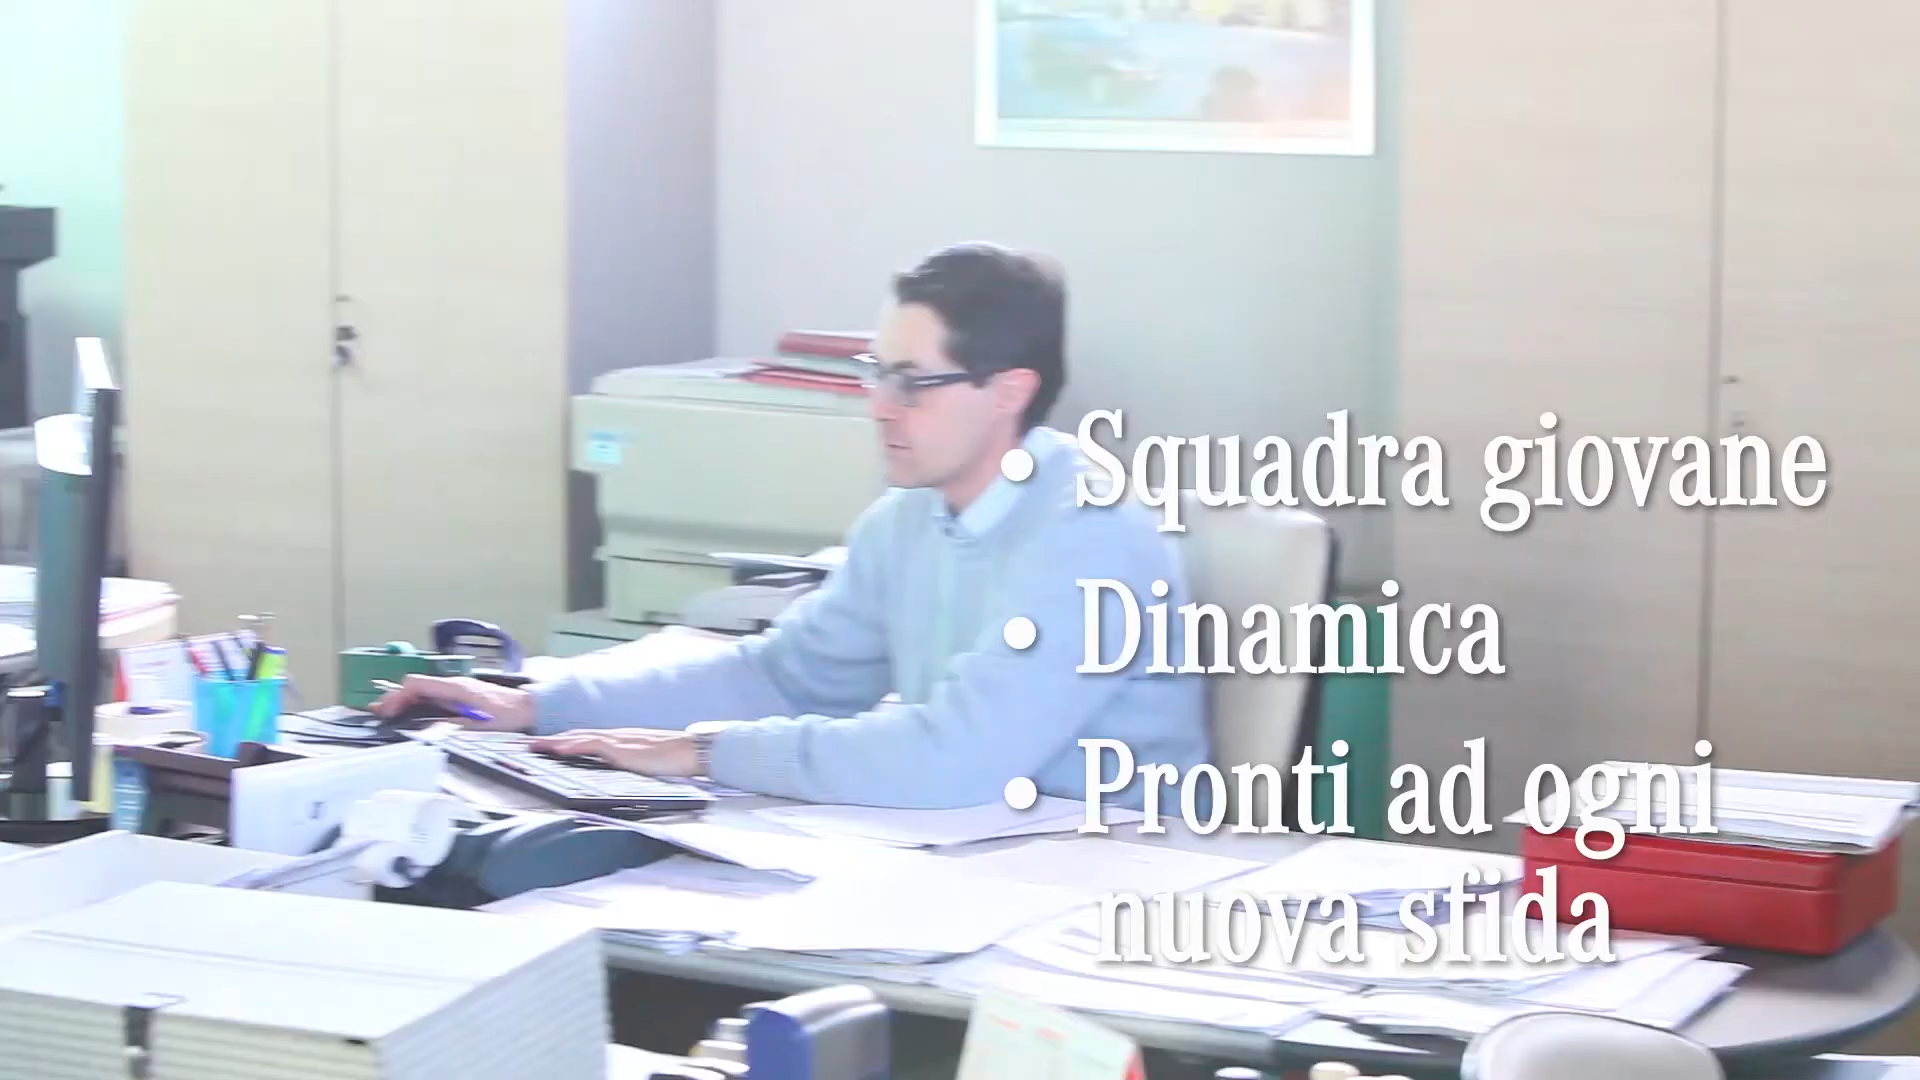 • Squadra giovane
• Dinamica
• Pronti ad ogni
nuova sfida